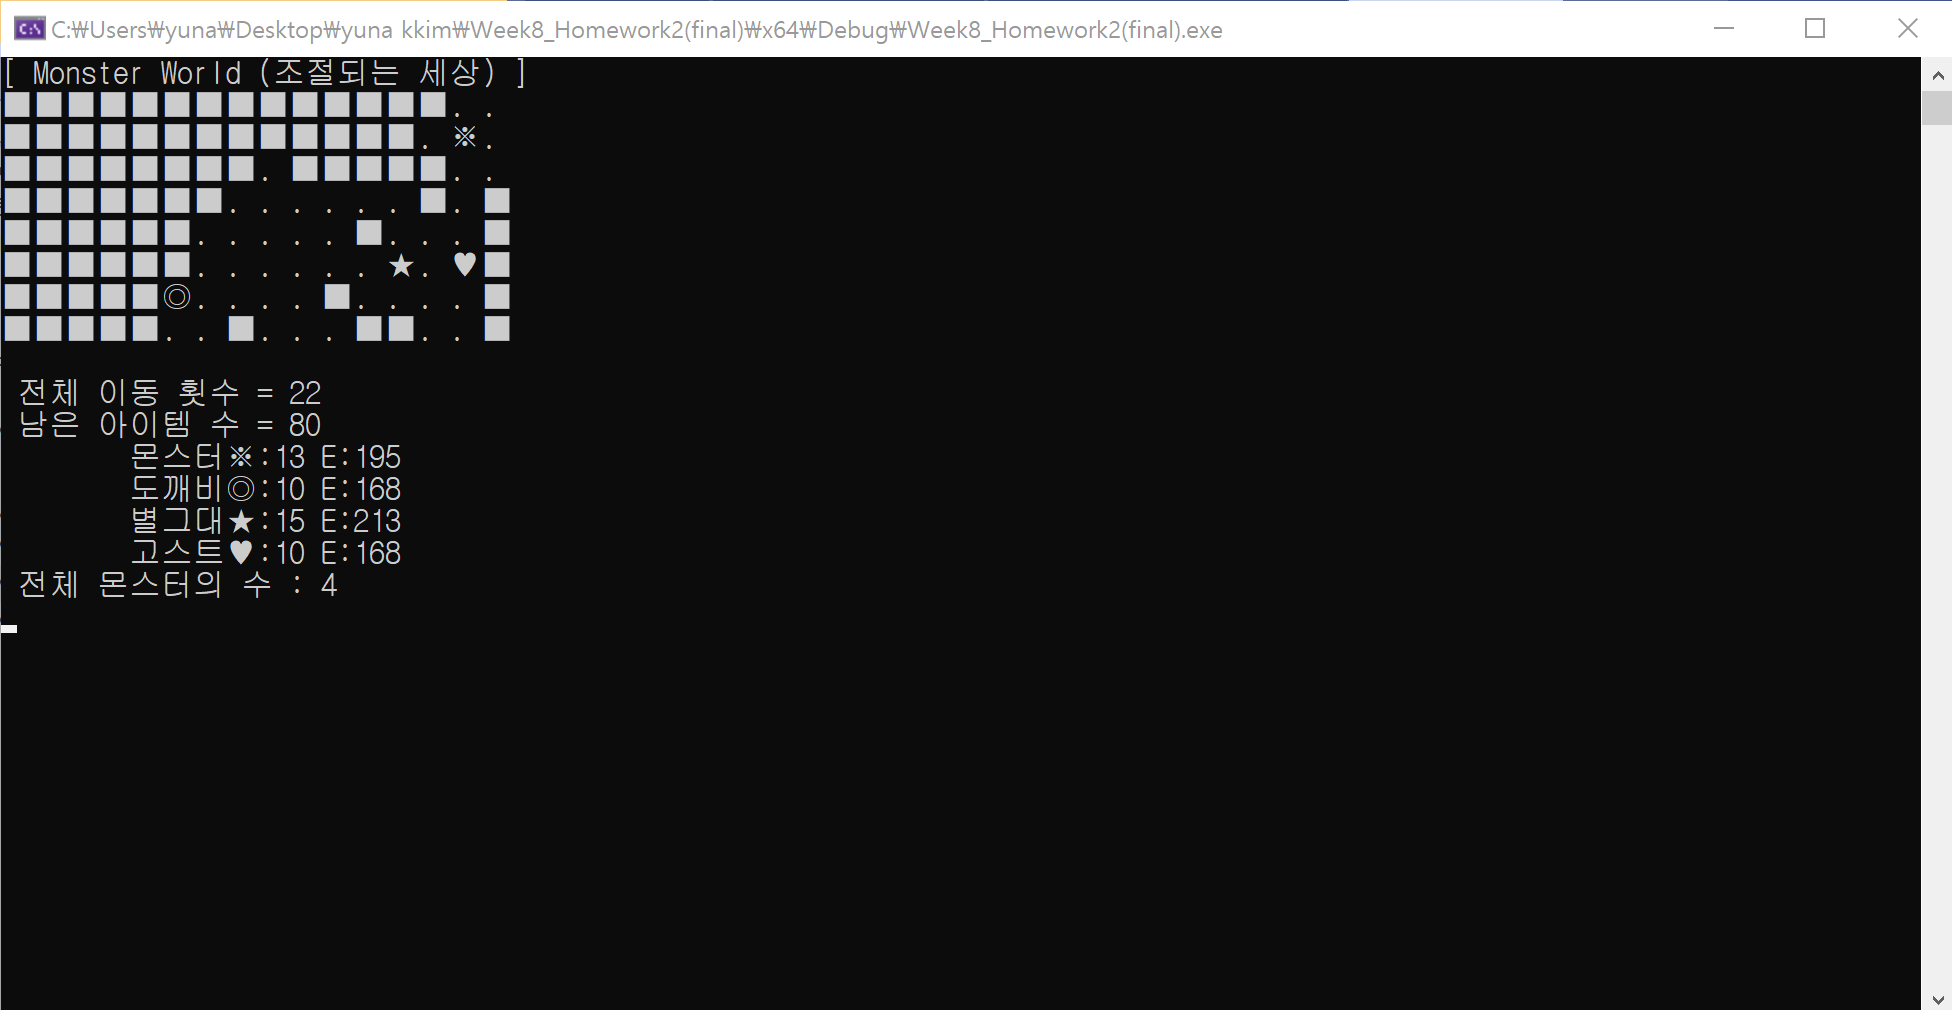 C:₩Users₩yuna₩Desktop₩yuna kkim₩Week8_Homework2(final)₩x64₩Debug₩Week8_Homework2(final).exe
[ Monster World (조절되는 세상) ]
■■■■■■■■■■■■■■. .
■■■■■■■■■■■■■. ※.
■■■■■■■■. ■■■■■. .
■■■■■■■. . . . . . ■. ■
■■■■■■. . . . . ■. . . ■
■■■■■■. . . . . . ★. ♥■
■■■■■◎. . . . ■. . . . ■
■■■■■. . ■. . . ■■. . ■
전체 이동 횟수 = 22
남은 아이템 수 = 80
몬스터※:13 E:195
도깨비◎:10 E:168
별그대★:15 E:213
고스트♥:10 E:168
전체 몬스터의 수 : 4